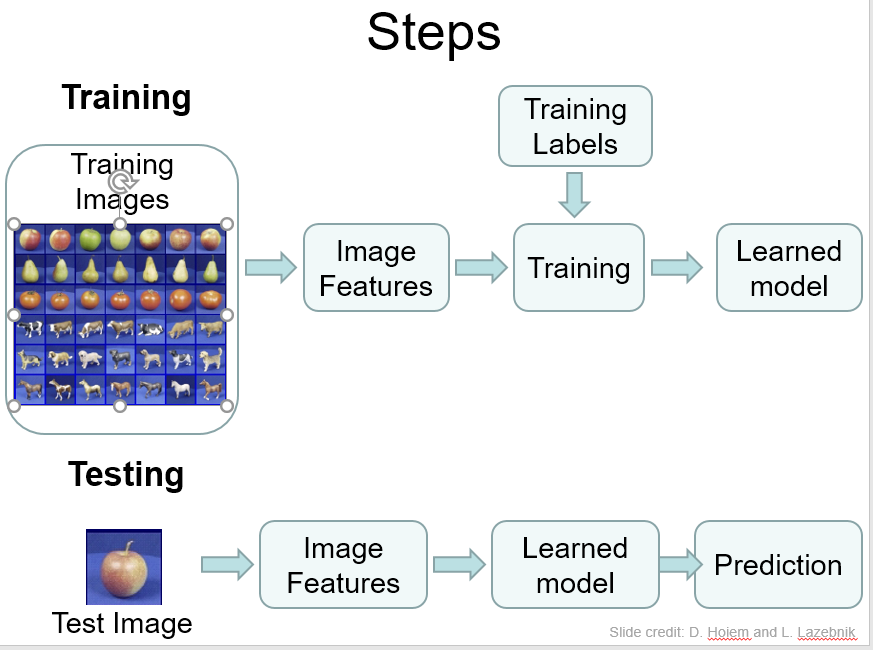 Steps
Training
Training
Images
Training
Labels
Image
Features
Training
Learned
model
Testing
Test Image
Image
Features
Learned
model
Prediction
Slide credit: D. Hoiem and L. Lazebnik